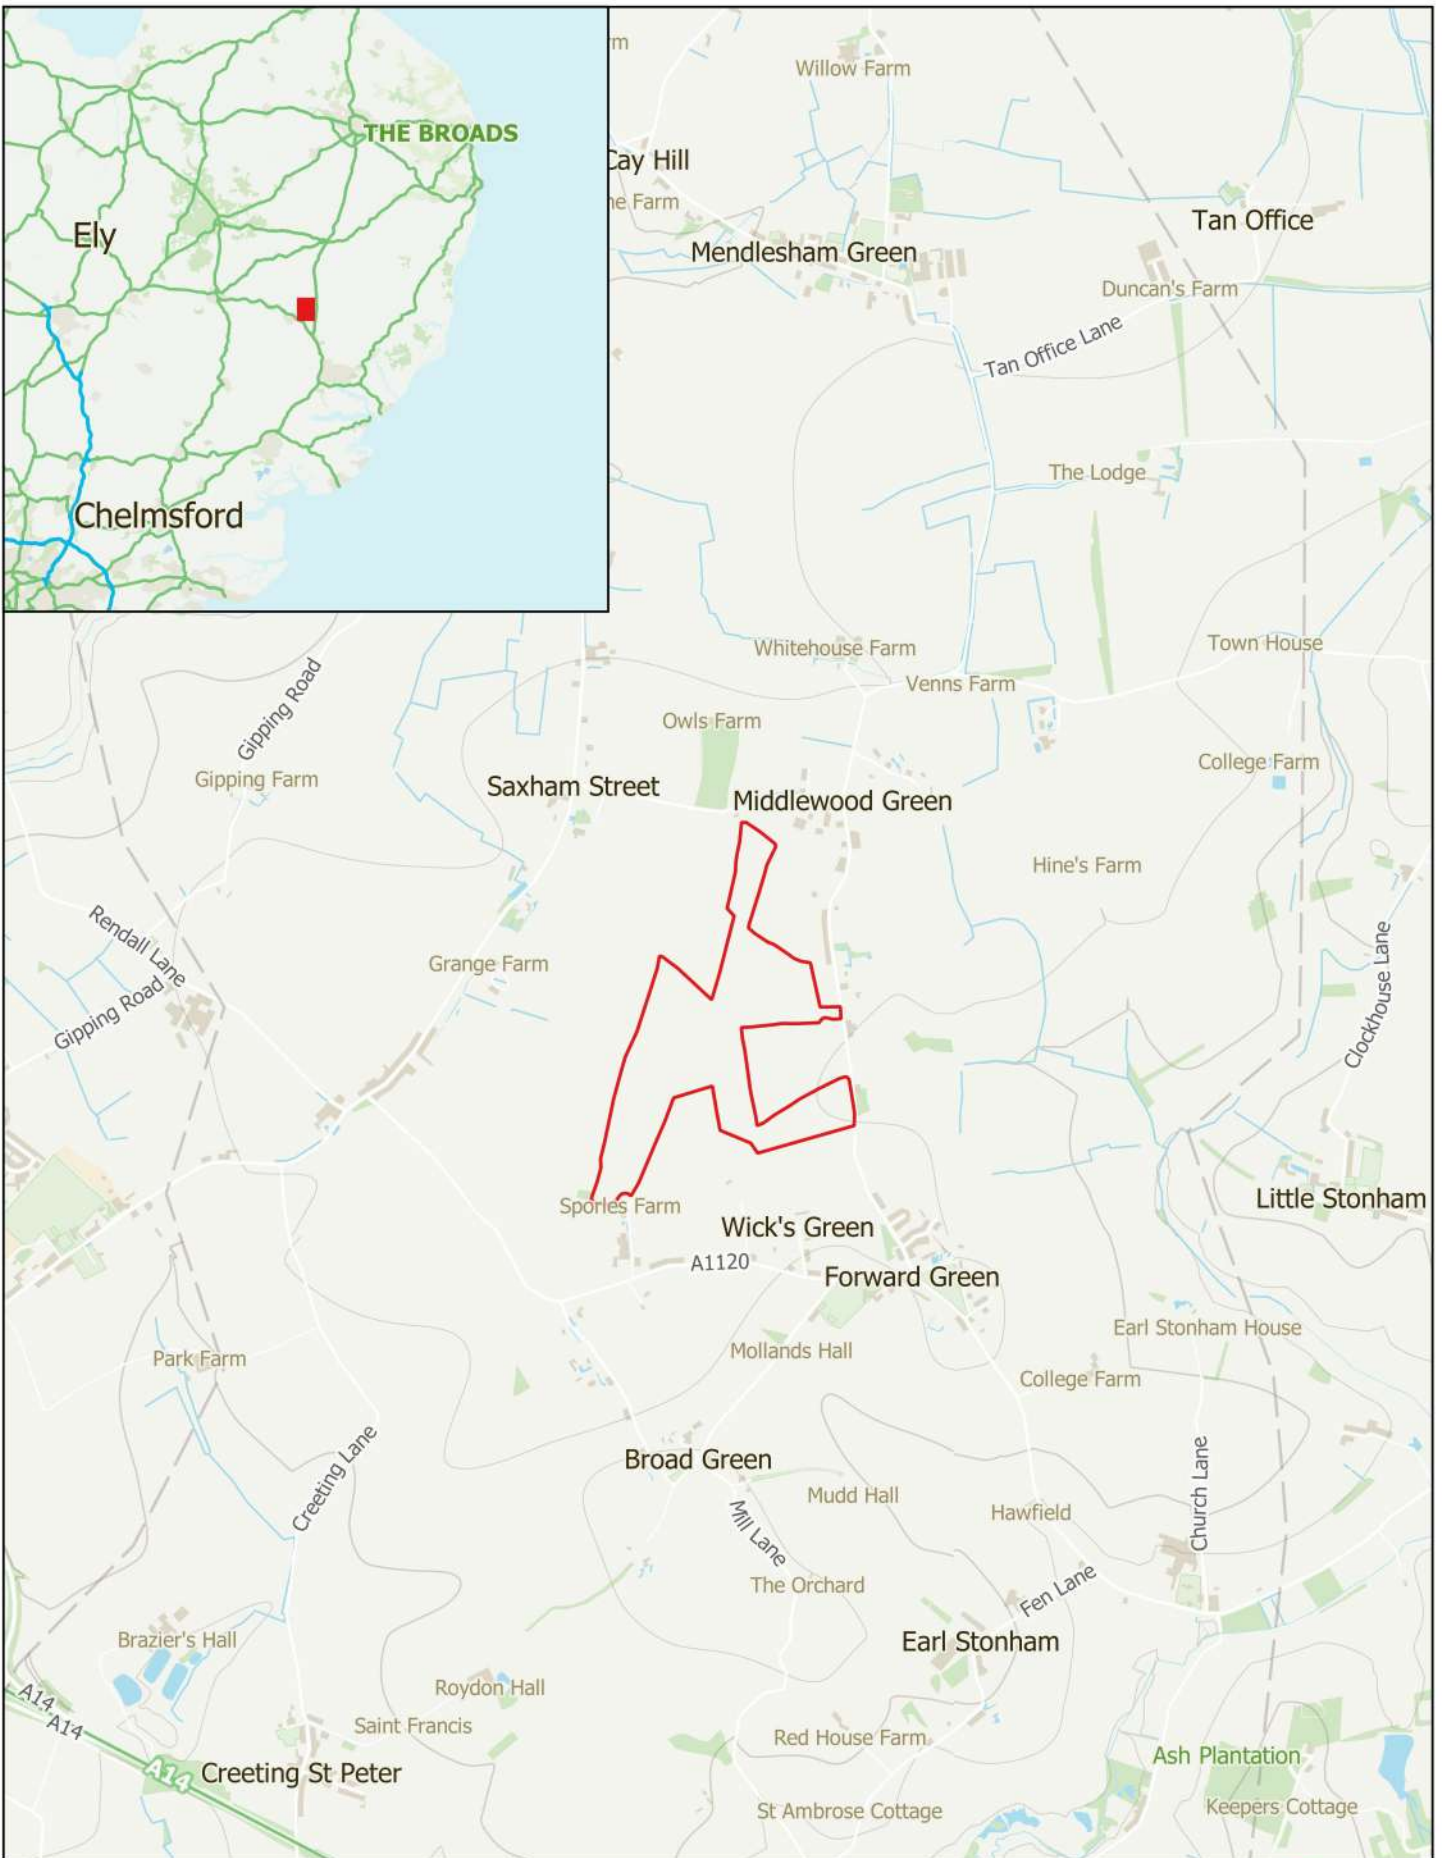 THE BROADS
Ely
Chelmsford
Willow Farm
Mendlesham Green
Tan Office
Duncan's Farm
Tan Office Lane
The Lodge
Whitehouse Farm
Town House
Venns Farm
Gipping Road
Owls Farm
Gipping Farm
College Farm
Saxham Street
Middlewood Green
Hine's Farm
Rendall Lane
Grange Farm
Clockhouse Lane
Gipping Road
Sporles Farm
Little Stonham
Wick's Green
A1120
Forward Green
Earl Stonham House
Park Farm
Mollands Hall
College Farm
Creeting Lane
Broad Green
Mudd Hall
Hawfield
Church Lane
Mill Lane
The Orchard
Fen Lane
Brazier's Hall
Earl Stonham
Roydon Hall
A14
A14
Saint Francis
Red House Farm
A14
Creeting St Peter
Ash Plantation
St Ambrose Cottage
Keepers Cottage